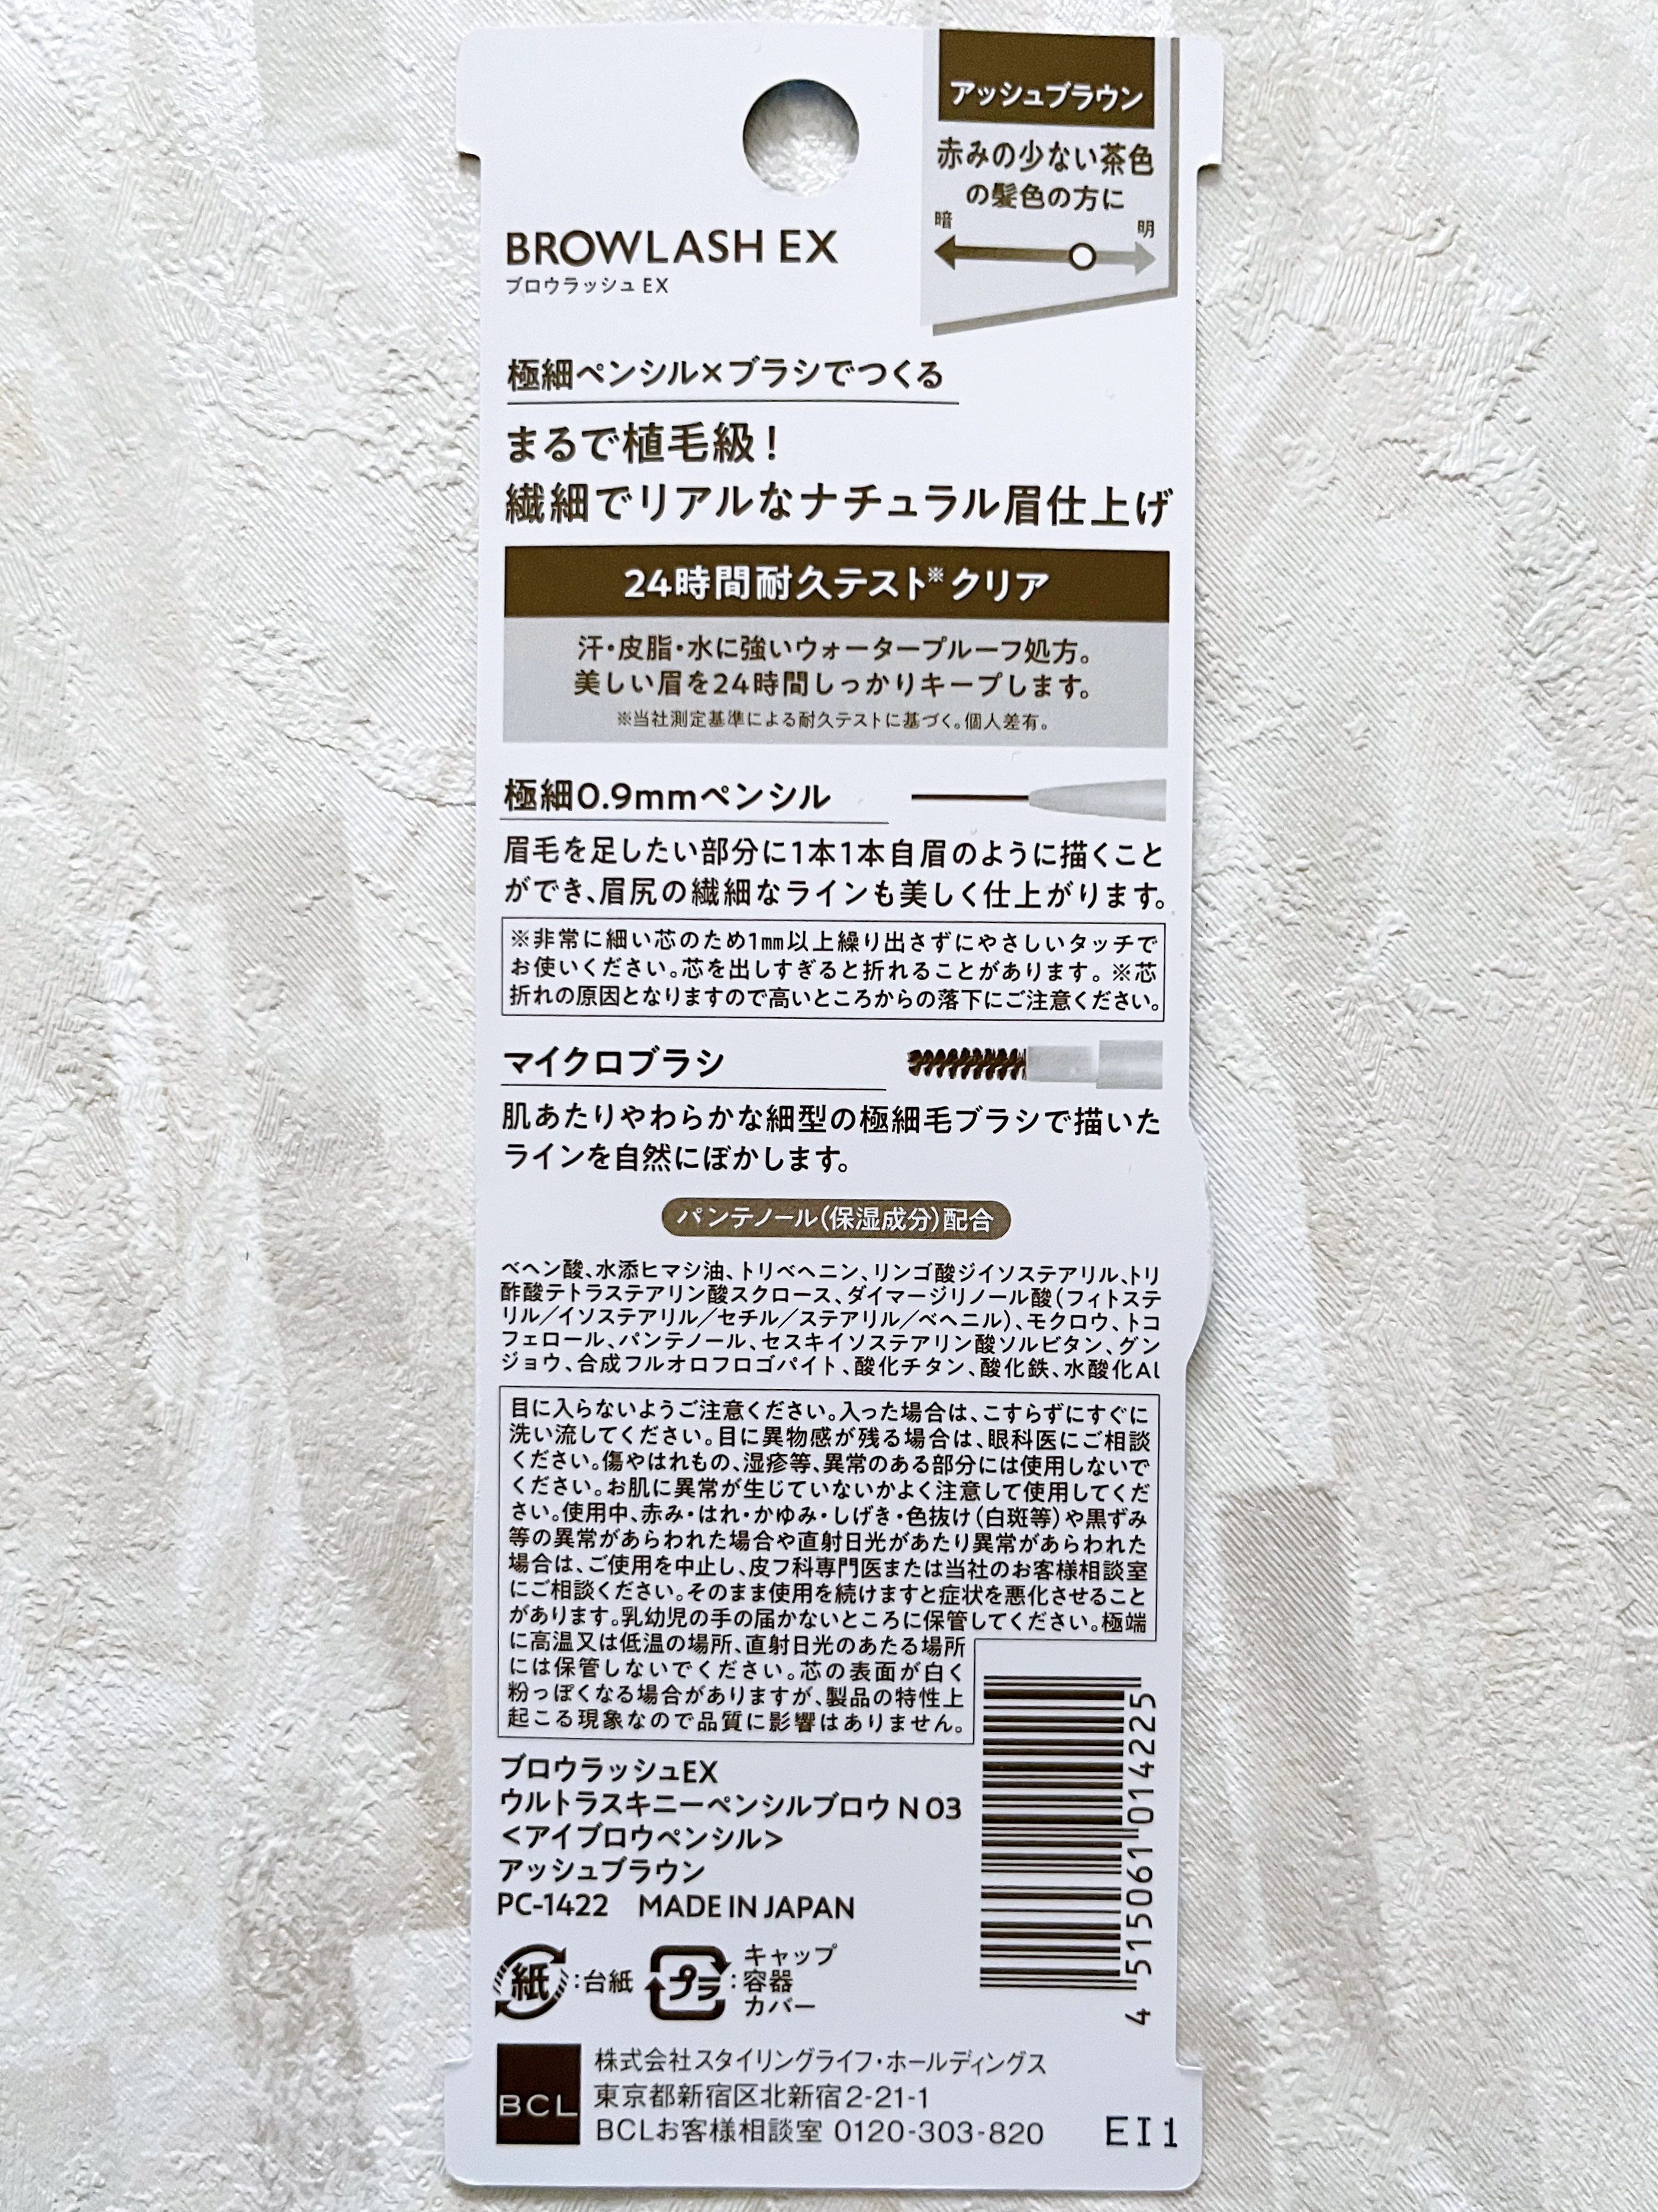 アッシュブラウン
赤みの少ない茶色
の髪色の方に
暗 明
BROWLASH EX
ブロウラッシュ EX
極細ペンシル×ブラシでつくる
まるで植毛級!
繊細でリアルなナチュラル眉仕上げ
24時間耐久テスト※クリア
汗・皮脂・水に強いウォータープルーフ処方。
美しい眉を24時間しっかりキープします。
※当社測定基準による耐久テストに基づく。個人差有。
極細0.9mmペンシル
眉毛を足したい部分に1本1本自眉のように描くこと
ができ、眉尻の繊細なラインも美しく仕上がります。
※非常に細い芯のため1㎜以上繰り出さずにやさしいタッチで
お使いください。芯を出しすぎると折れることがあります。※芯
折れの原因となりますので高いところからの落下にご注意ください。
マイクロブラシ
肌あたりやわらかな細型の極細毛ブラシで描いた
ラインを自然にぼかします。
パンテノール(保湿成分)配合
ベヘン酸、水添ヒマシ油、トリベヘニン、リンゴ酸ジイソステアリル、トリ
酢酸テトラステアリン酸スクロース、ダイマージリノール酸(フィトステ
リル/イソステアリル/セチル/ステアリル/ベヘニル)、モクロウ、トコ
フェロール、パンテノール、セスキイソステアリン酸ソルビタン、グン
ジョウ、合成フルオロフロゴパイト、酸化チタン、酸化鉄、水酸化Al
目に入らないようご注意ください。入った場合は、こすらずにすぐに
洗い流してください。目に異物感が残る場合は、眼科医にご相談
ください。傷やはれもの、湿疹等、異常のある部分には使用しないで
ください。お肌に異常が生じていないかよく注意して使用してくだ
さい。使用中、赤み・はれ・かゆみ・しげき・色抜け(白斑等)や黒ずみ
等の異常があらわれた場合や直射日光があたり異常があらわれた
場合は、ご使用を中止し、皮フ科専門医または当社のお客様相談室
にご相談ください。そのまま使用を続けますと症状を悪化させること
があります。乳幼児の手の届かないところに保管してください。極端
に高温又は低温の場所、直射日光のあたる場所
には保管しないでください。芯の表面が白く
粉っぽくなる場合がありますが、製品の特性上
起こる現象なので品質に影響はありません。
4 515061 014225
ブロウラッシュEX
ウルトラスキニーペンシルブロウ N 03
<アイブロウペンシル>
アッシュブラウン
PC-1422 MADE IN JAPAN
紙 :台紙 プラ :キャップ
容器
カバー
BCL
株式会社スタイリングライフ・ホールディングス
東京都新宿区北新宿2-21-1
BCLお客様相談室 0120-303-820
EI1